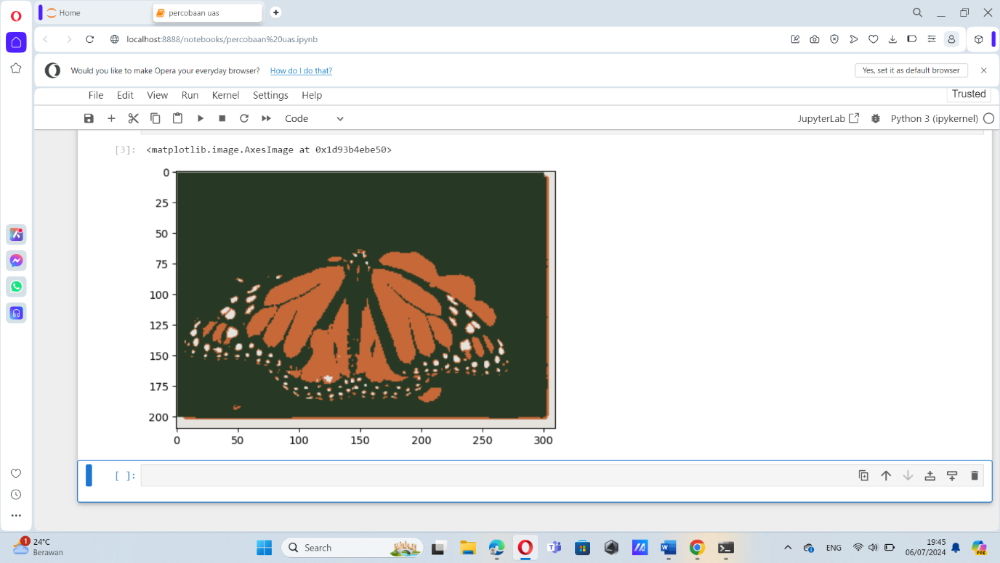 Home
percobaan uas
localhost:8888/notebooks/percobaan%20uas.ipynb
Would you like to make Opera your everyday browser? How do I do that? Yes, set it as default browser
File Edit View Run Kernel Settings Help Trusted
Code JupyterLab Python 3 (ipykernel)
[3]: <matplotlib.image.AxesImage at 0x1d93b4ebe50>
0
25
50
75
100
125
150
175
200
0 50 100 150 200 250 300
[ ]:
1 24°C
Berawan
Search
ENG
19:45
06/07/2024
PRE